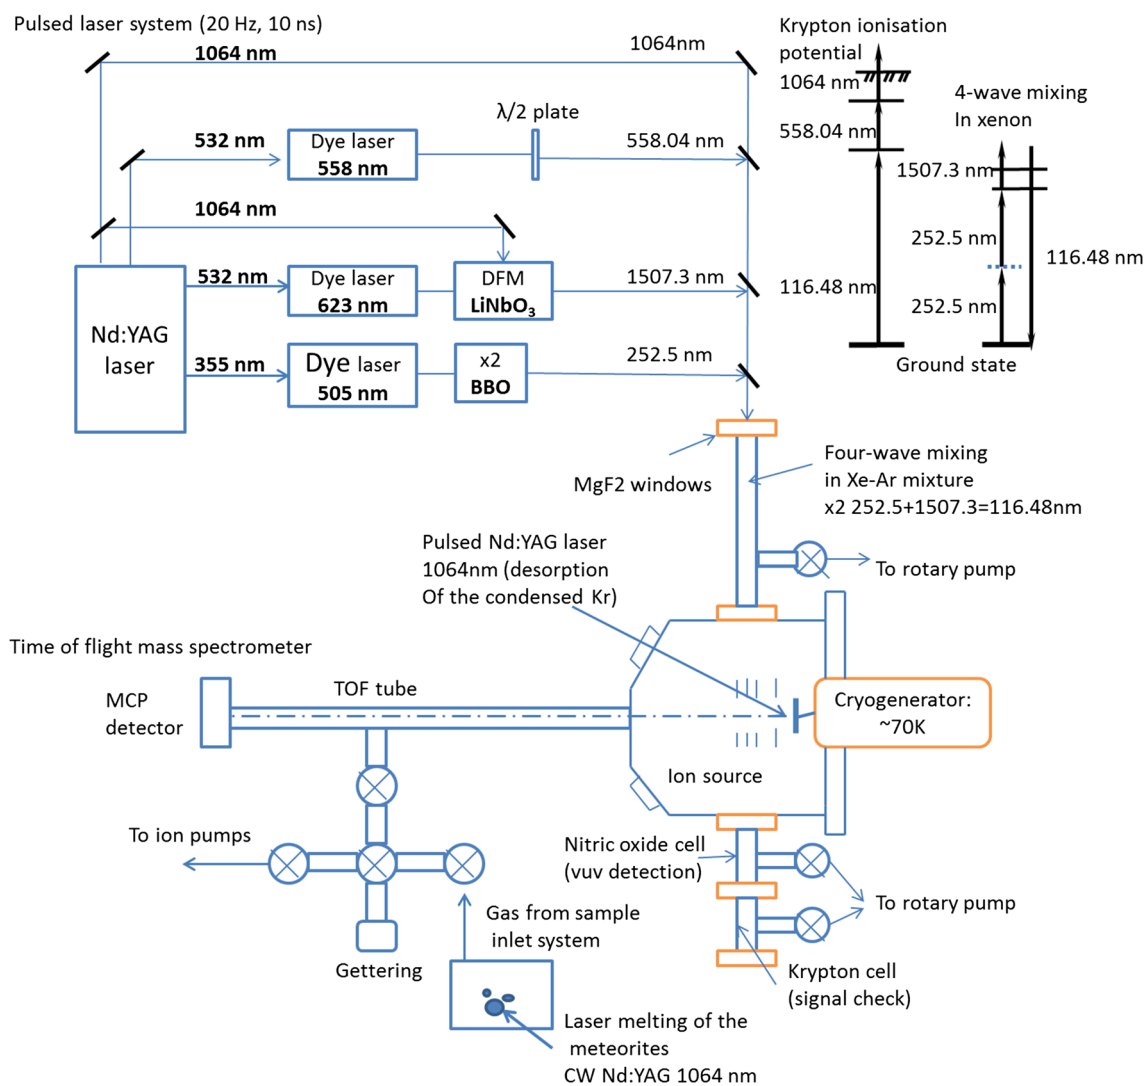 Pulsed laser system (20 Hz, 10 ns)
1064 nm
1064nm
532 nm
Dye laser
558 nm
λ/2 plate
558.04 nm
1064 nm
532 nm
Dye laser
623 nm
DFM
LiNbO₃
1507.3 nm
Nd:YAG
laser
355 nm
Dye laser
505 nm
x2
BBO
252.5 nm
Krypton ionisation
potential
1064 nm
558.04 nm
116.48 nm
4-wave mixing
In xenon
1507.3 nm
252.5 nm
252.5 nm
116.48 nm
Ground state
MgF2 windows
Four-wave mixing
in Xe-Ar mixture
x2 252.5+1507.3=116.48nm
Pulsed Nd:YAG laser
1064nm (desorption
Of the condensed Kr)
To rotary pump
Time of flight mass spectrometer
MCP
detector
TOF tube
Cryogenerator:
~70K
Ion source
To ion pumps
Nitric oxide cell
(vuv detection)
To rotary pump
Gas from sample
inlet system
Gettering
Krypton cell
(signal check)
Laser melting of the
meteorites
CW Nd:YAG 1064 nm